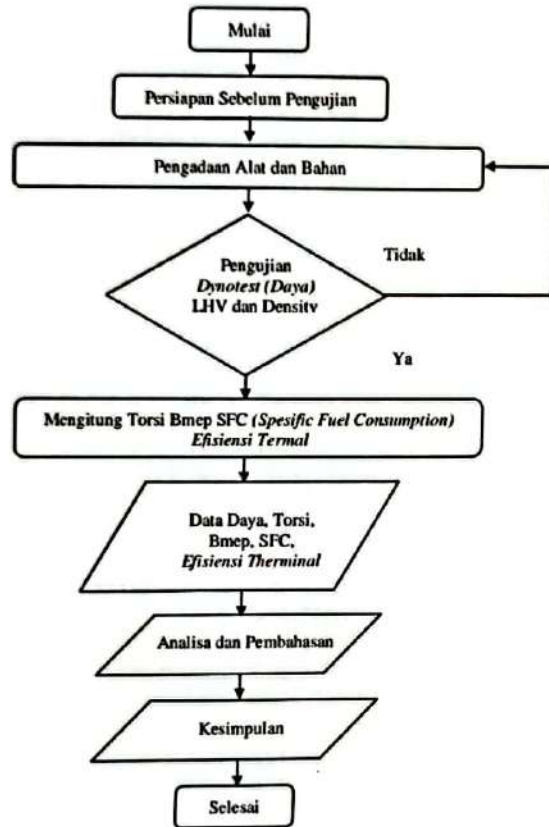 Mulai
Persiapan Sebelum Pengujian
Pengadaan Alat dan Bahan
Pengujian
Dynotest (Daya)
LHV dan Density
Tidak
Ya
Mengitung Torsi Bmep SFC (Spesific Fuel Consumption)
Efisiensi Termal
Data Daya, Torsi,
Bmep, SFC,
Efisiensi Therminal
Analisa dan Pembahasan
Kesimpulan
Selesai